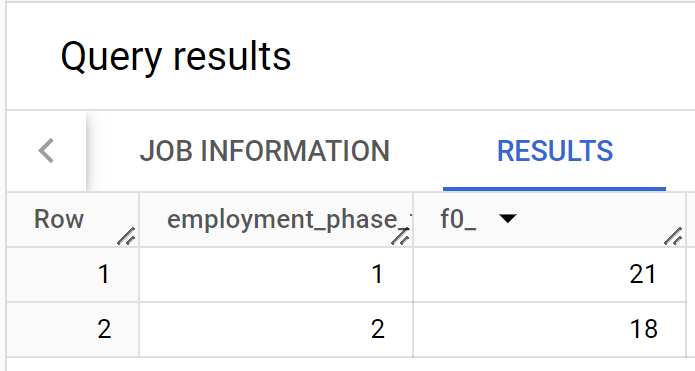 Query results
JOB INFORMATION RESULTS
Row employment_phase_ f0_
1 1 21
2 2 18